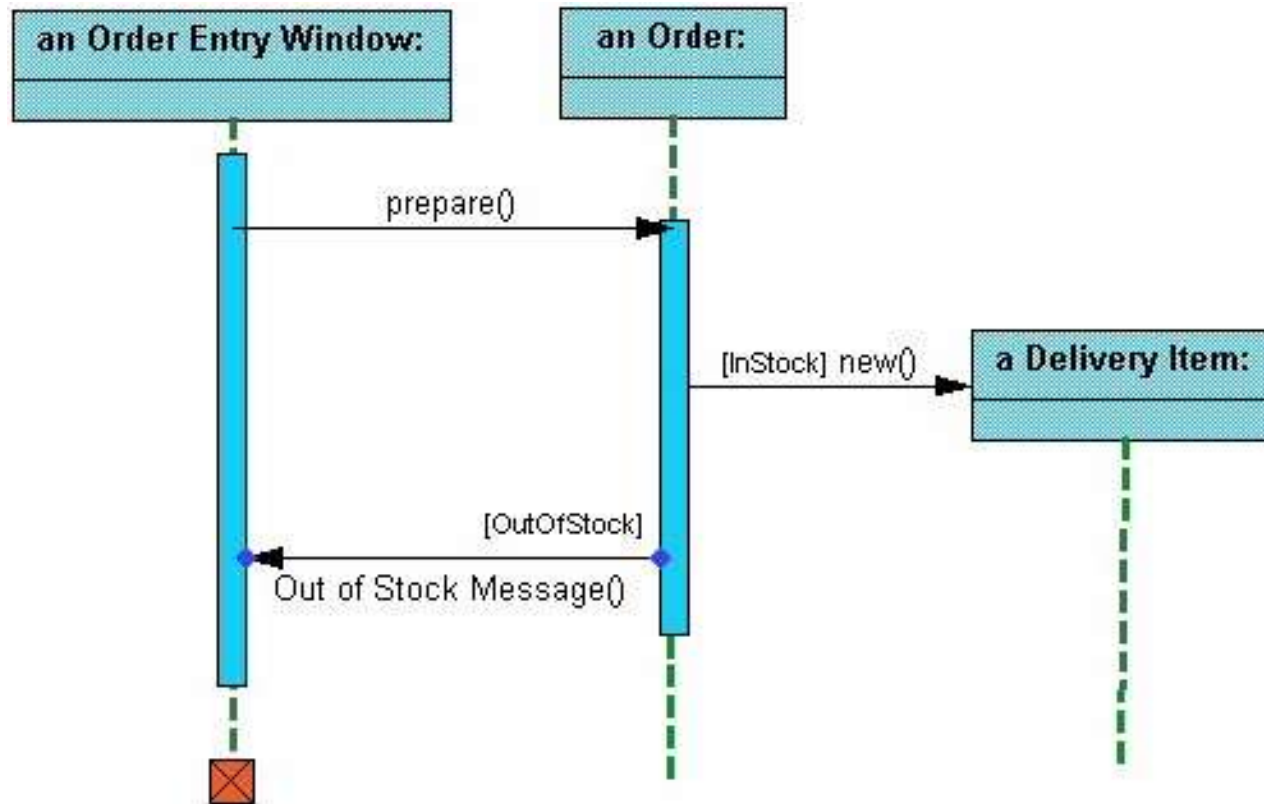 an Order Entry Window:
an Order:
prepare()
[InStock] new()
a Delivery Item:
[OutOfStock]
Out of Stock Message()